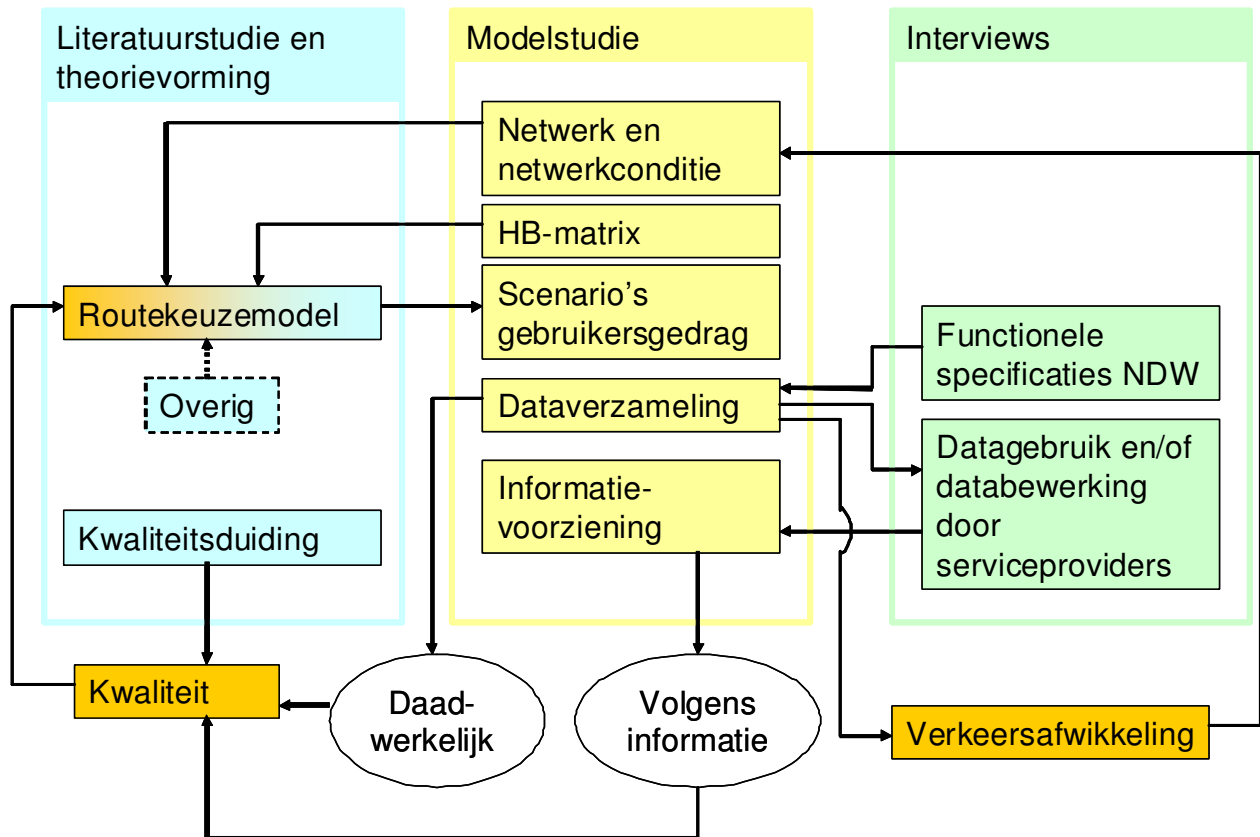 Literatuurstudie en
theorievorming
Routekeuzemodel
Overig
Kwaliteitsduiding
Kwaliteit
Modelstudie
Netwerk en
netwerkconditie
HB-matrix
Scenario's
gebruikersgedrag
Dataverzameling
Informatie-
voorziening
Daad-
werkelijk
Volgens
informatie
Interviews
Functionele
specificaties NDW
Datagebruik en/of
databewerking
door
serviceproviders
Verkeersafwikkeling